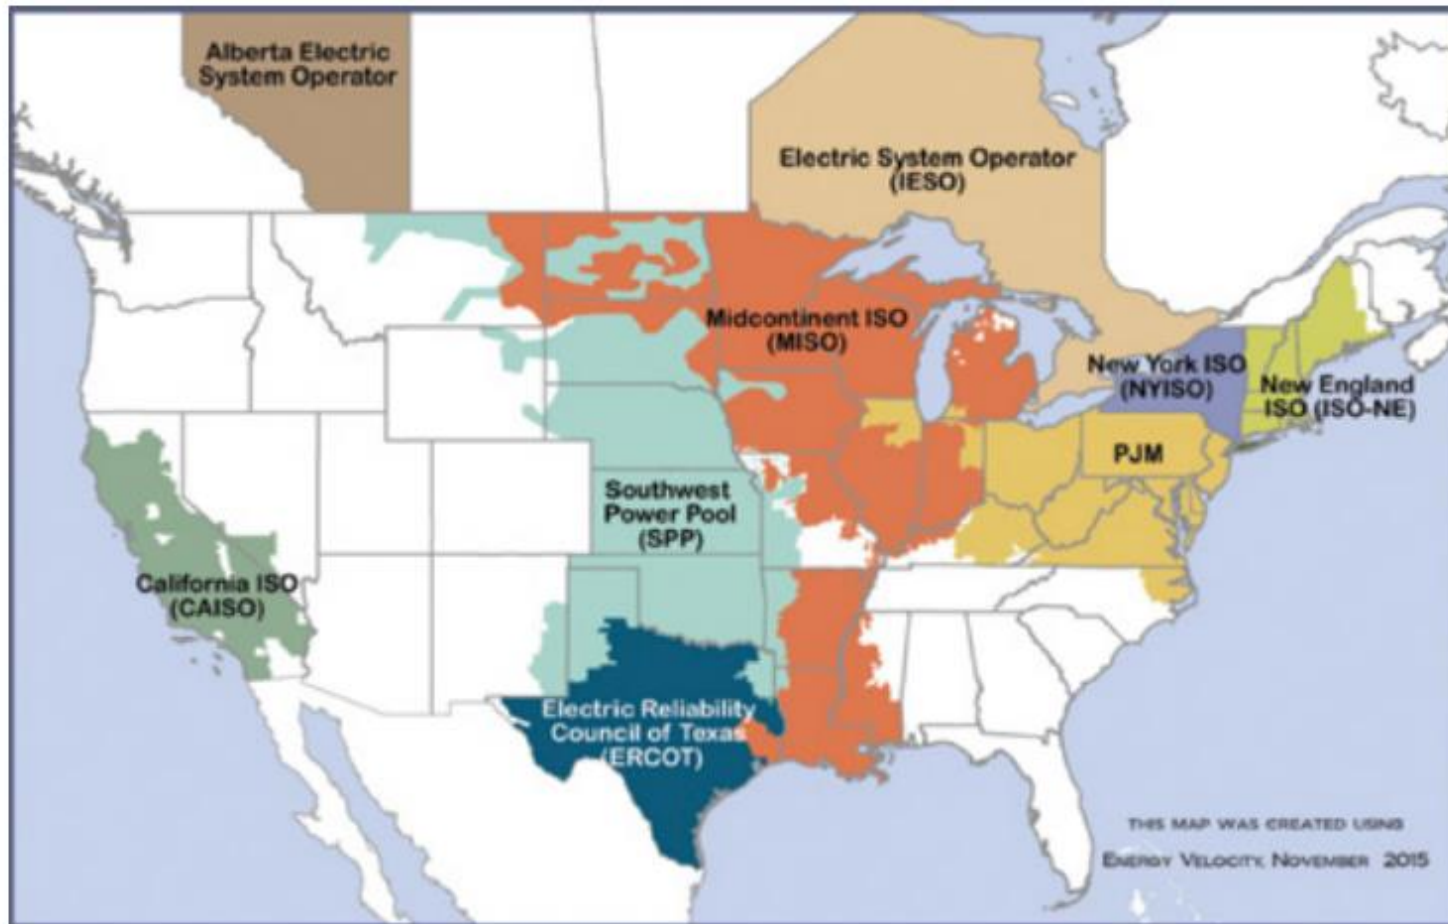 Alberta Electric
System Operator
Electric System Operator
(IESO)
Midcontinent ISO
(MISO)
New York ISO
(NYISO)
New England
ISO (ISO-NE)
PJM
Southwest
Power Pool
(SPP)
California ISO
(CAISO)
Electric Reliability
Council of Texas
(ERCOT)
THIS MAP WAS CREATED USING
ENERGY VELOCITY, NOVEMBER 2015